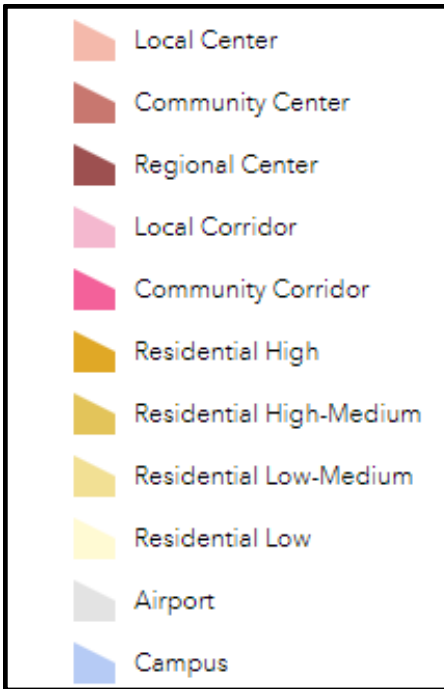 Local Center
Community Center
Regional Center
Local Corridor
Community Corridor
Residential High
Residential High-Medium
Residential Low-Medium
Residential Low
Airport
Campus